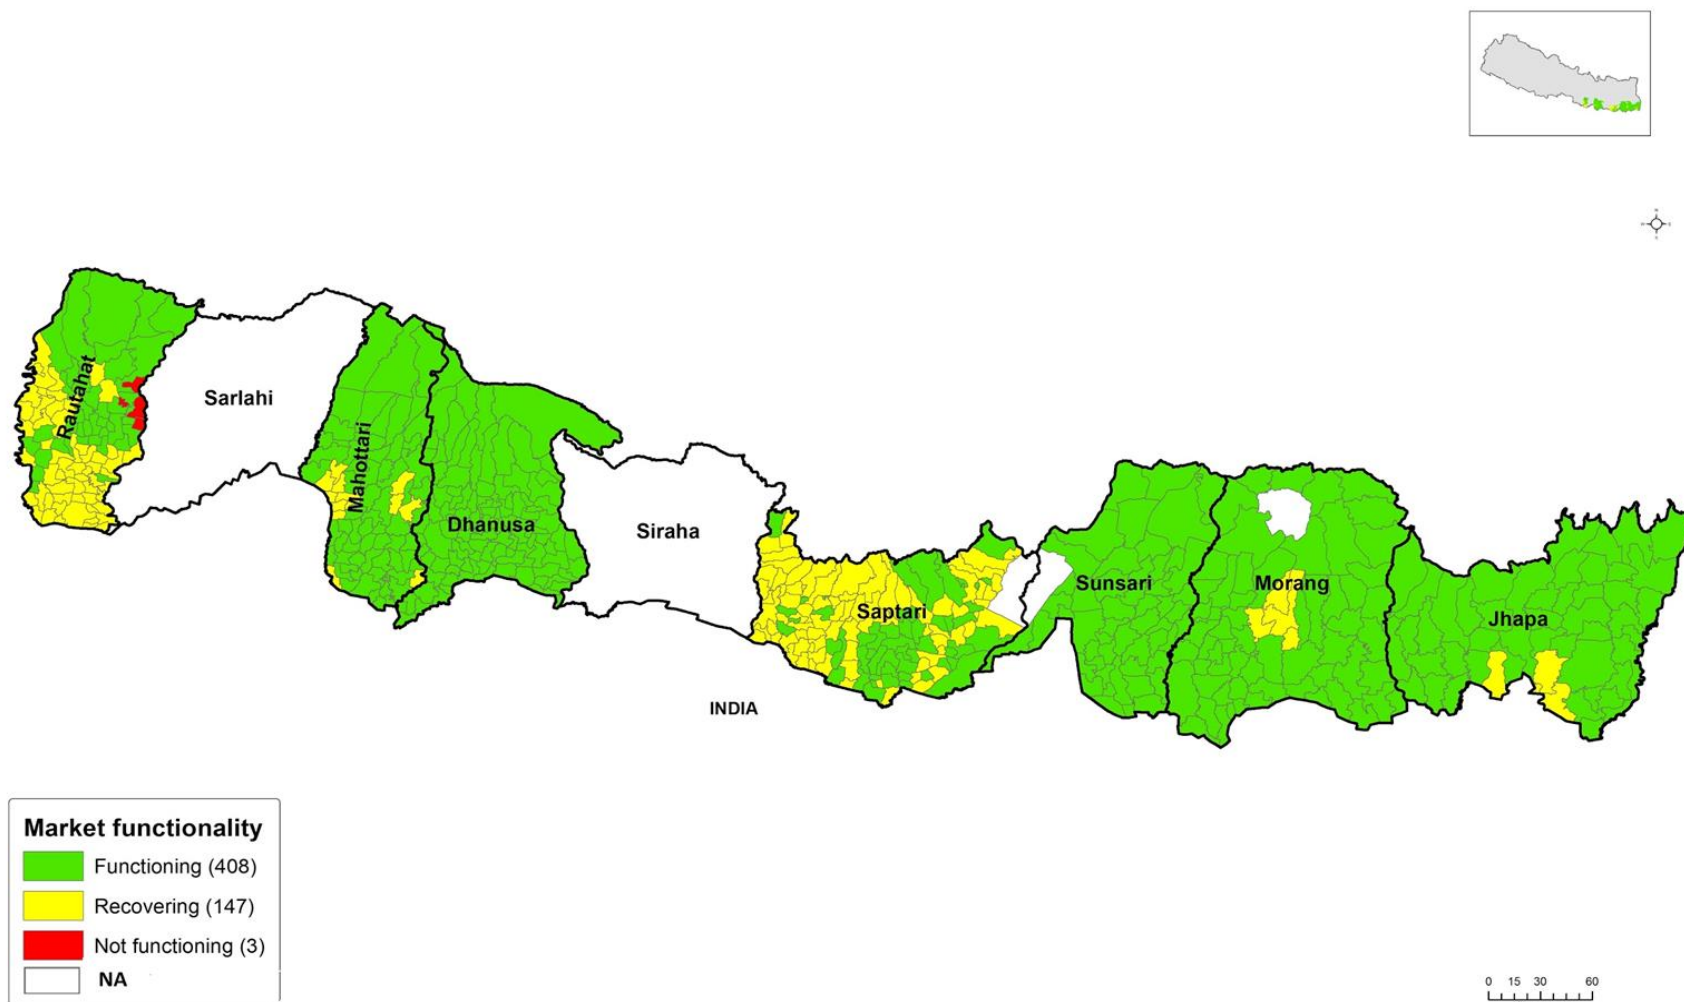 Rautahat
Sarlahi
Mahottari
Dhanusa
Siraha
Saptari
Sunsari
Morang
Jhapa
INDIA
Market functionality
Functioning (408)
Recovering (147)
Not functioning (3)
NA
0 15 30 60